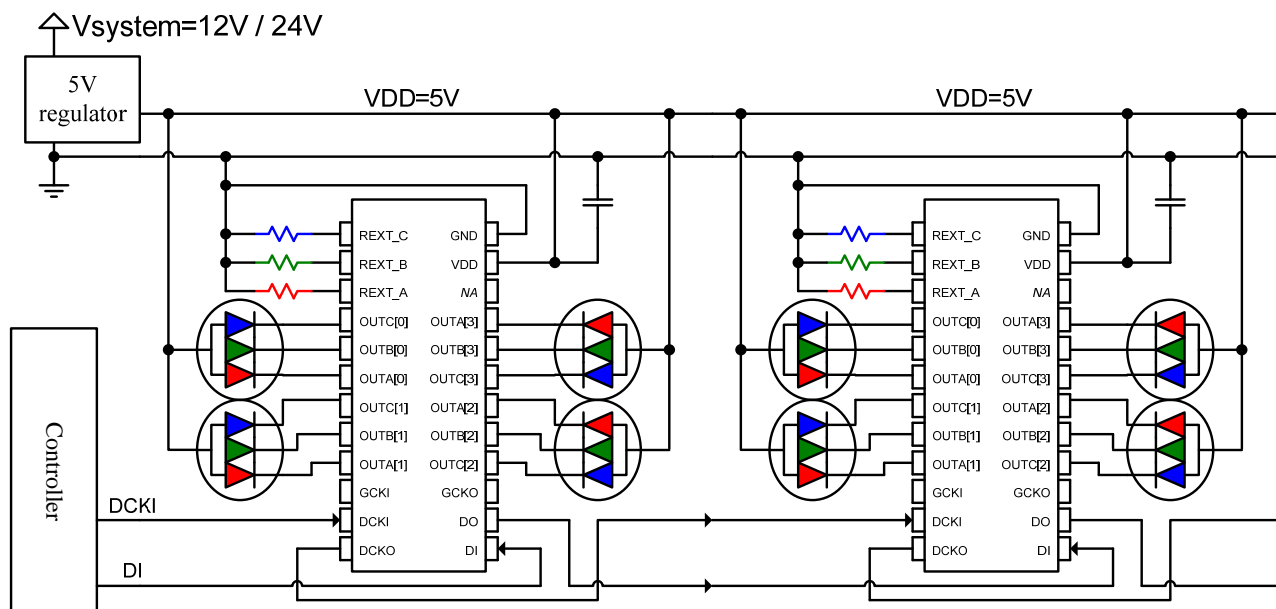 Vsystem=12V / 24V
5V
regulator
VDD=5V
VDD=5V
REXT_C
GND
REXT_B
VDD
REXT_A
NA
OUTC[0]
OUTA[3]
OUTB[0]
OUTB[3]
OUTA[0]
OUTC[3]
OUTC[1]
OUTA[2]
OUTB[1]
OUTB[2]
OUTA[1]
OUTC[2]
GCKI
GCKO
DCKI
DO
DCKO
DI
REXT_C
GND
REXT_B
VDD
REXT_A
NA
OUTC[0]
OUTA[3]
OUTB[0]
OUTB[3]
OUTA[0]
OUTC[3]
OUTC[1]
OUTA[2]
OUTB[1]
OUTB[2]
OUTA[1]
OUTC[2]
GCKI
GCKO
DCKI
DO
DCKO
DI
Controller
DCKI
DI